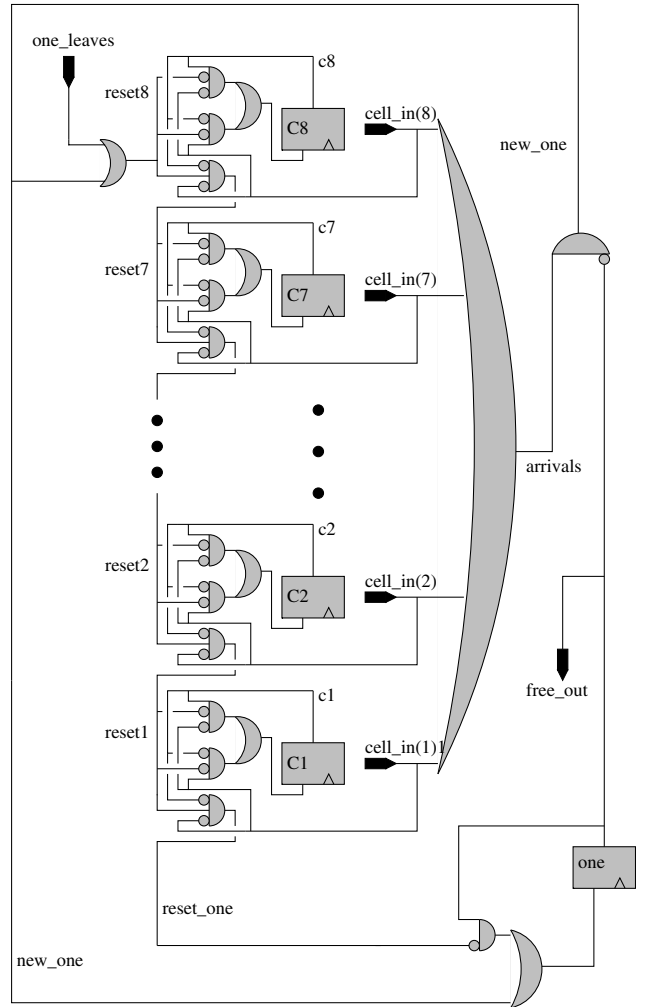 one_leaves
c8
reset8
C8
cell_in(8)
new_one
c7
reset7
C7
cell_in(7)
arrivals
c2
reset2
C2
cell_in(2)
free_out
c1
reset1
C1
cell_in(1)1
one
reset_one
new_one